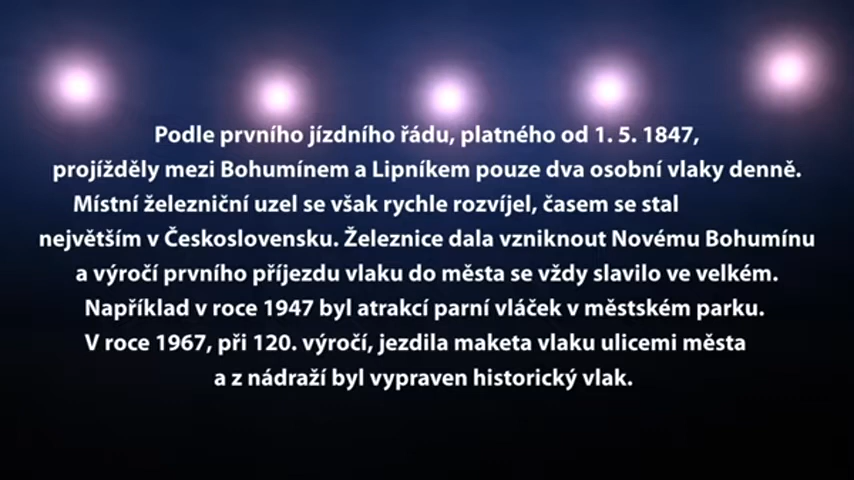 Podle prvního jízdního řádu, platného od 1. 5. 1847,
projížděly mezi Bohumínem a Lipníkem pouze dva osobní vlaky denně.
Místní železniční uzel se však rychle rozvíjel, časem se stal
největším v Československu. Železnice dala vzniknout Novému Bohumínu
a výročí prvního příjezdu vlaku do města se vždy slavilo ve velkém.
Například v roce 1947 byl atrakcí parní vláček v městském parku.
V roce 1967, při 120. výročí, jezdila maketa vlaku ulicemi města
a z nádraží byl vypraven historický vlak.